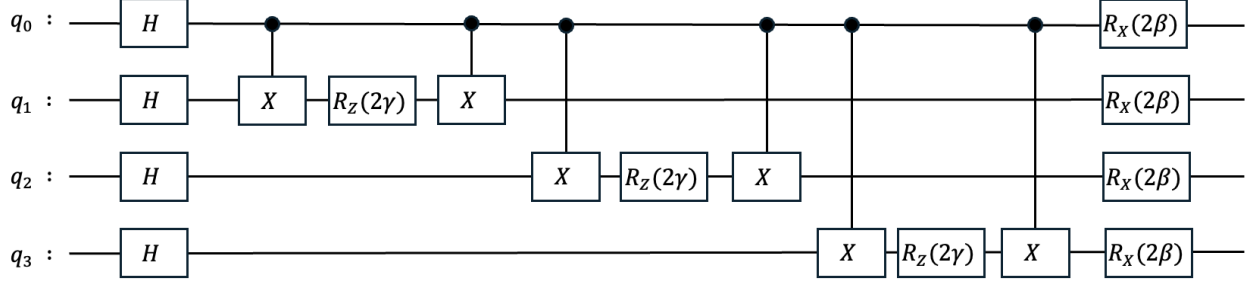 q₀ : H R_X(2β)
q₁ : H X R_Z(2γ) X R_X(2β)
q₂ : H X R_Z(2γ) X R_X(2β)
q₃ : H X R_Z(2γ) X R_X(2β)